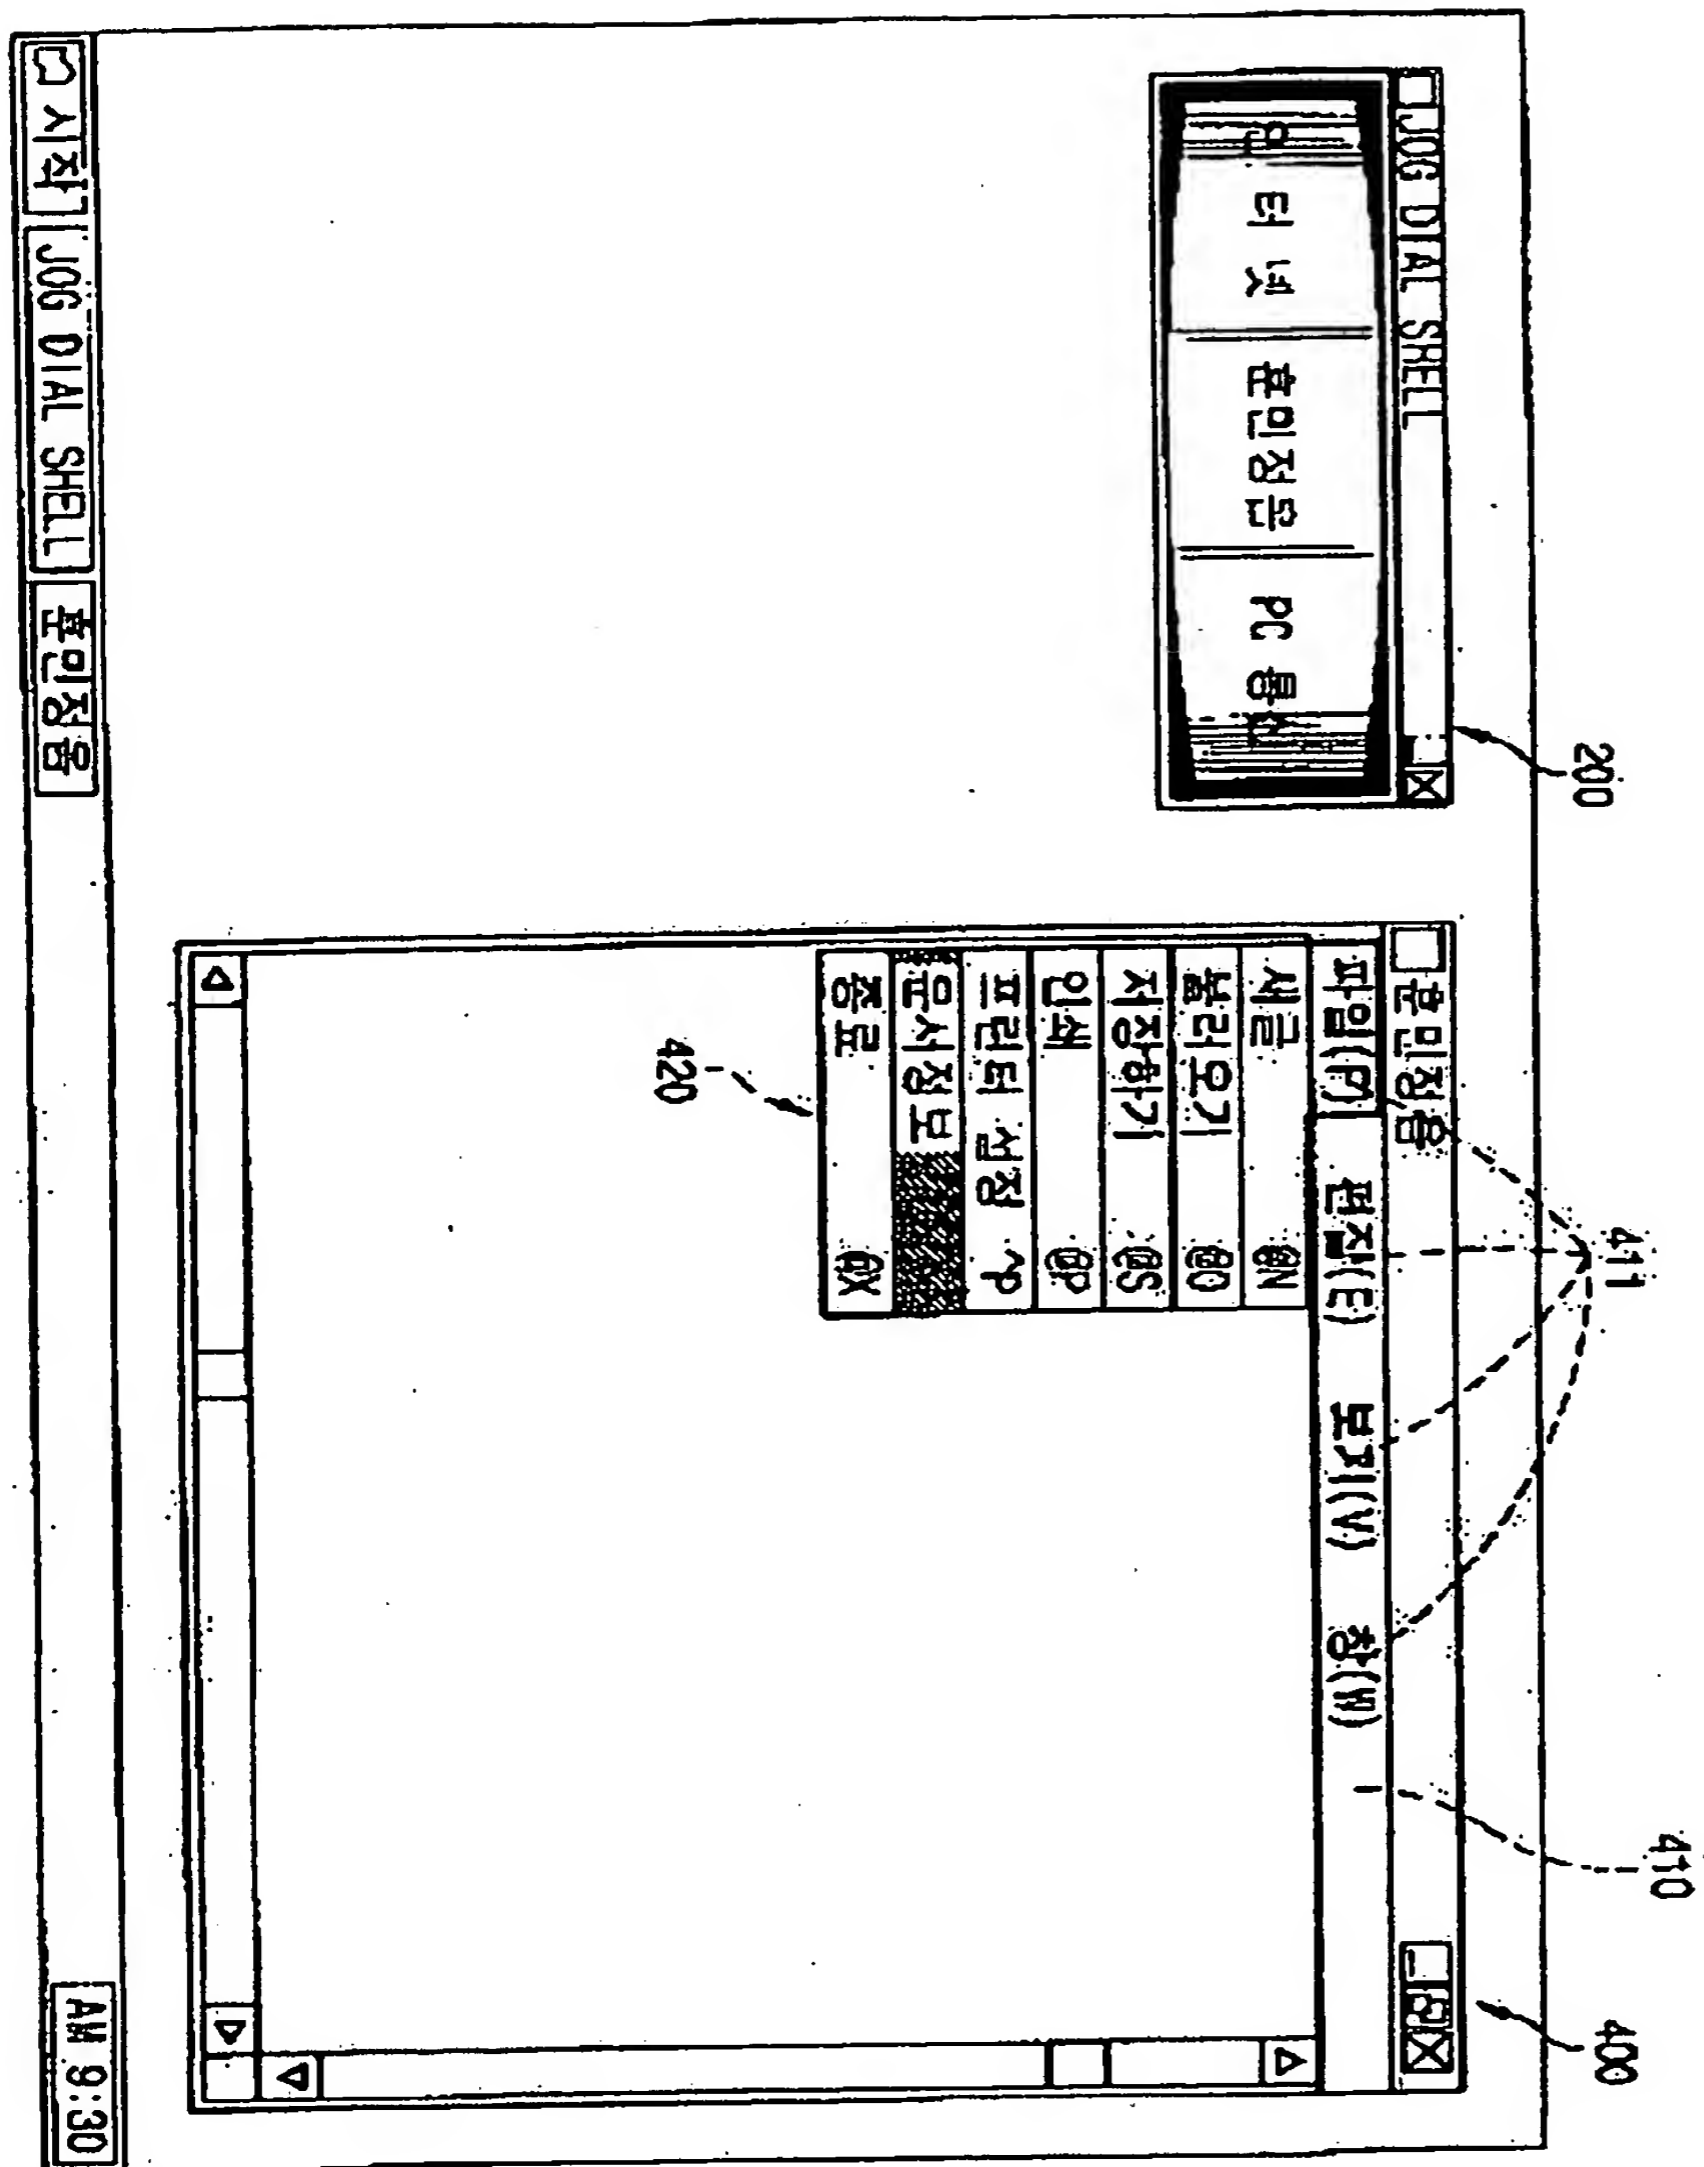 200
411
410
400
JOG DIAL SHELL
인 터 넷
훈민정음
PC 통신
훈민정음
파일(F) 편집(E) 보기(V) 창(W)
새글 @N
불러오기 @O
저장하기 @S
인쇄 @P
프린터 설정 ^P
문서정보
종료 @X
420
시작 JOG DIAL SHELL 훈민정음 AM 9:30